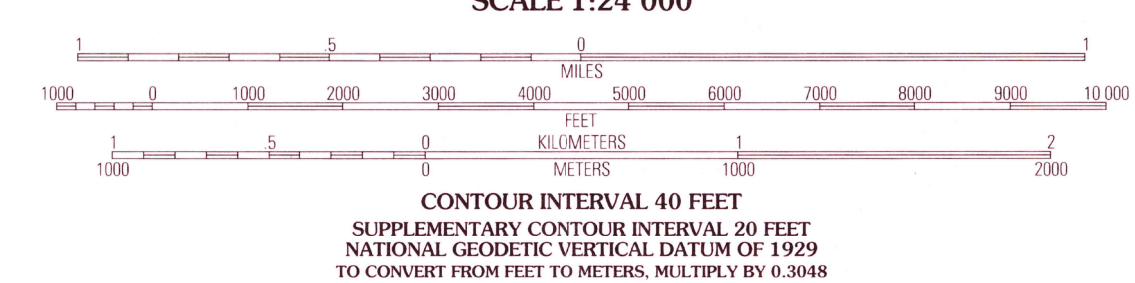 SCALE 1:24 000
1 .5 0 1
MILES
1000 0 1000 2000 3000 4000 5000 6000 7000 8000 9000 10 000
FEET
1 .5 0 KILOMETERS 1 2
1000 0 METERS 1000 2000
CONTOUR INTERVAL 40 FEET
SUPPLEMENTARY CONTOUR INTERVAL 20 FEET
NATIONAL GEODETIC VERTICAL DATUM OF 1929
TO CONVERT FROM FEET TO METERS, MULTIPLY BY 0.3048